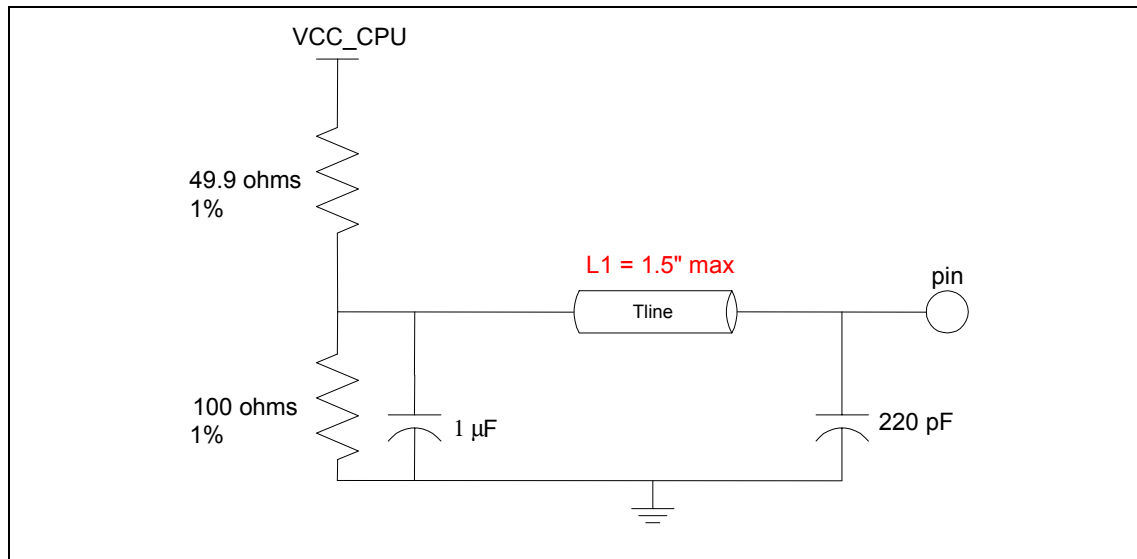 VCC_CPU
49.9 ohms
1%
L1 = 1.5" max
Tline
pin
100 ohms
1%
1 μF
220 pF